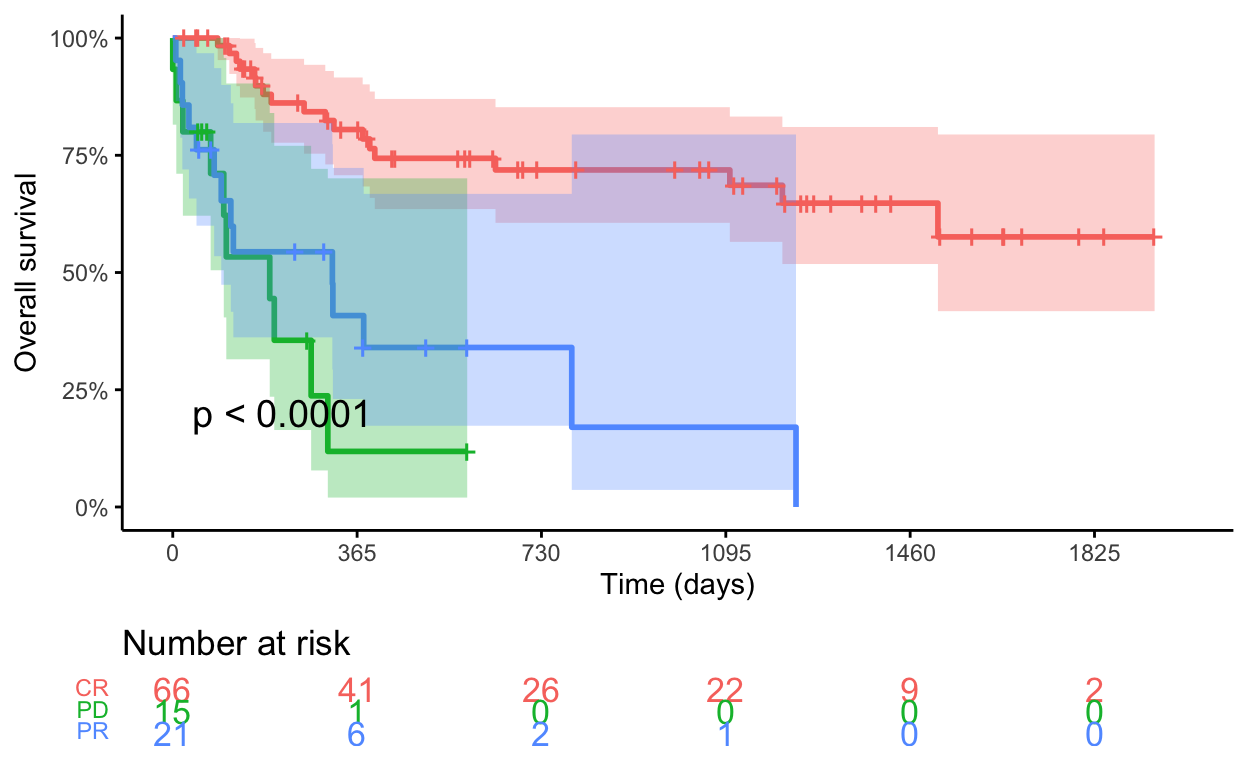 Overall survival
100%
75%
50%
25%
0%
p < 0.0001
0 365 730 1095 1460 1825
Time (days)
Number at risk
CR 66 41 26 22 9 2
PD 15 1 0 0 0 0
PR 21 6 2 1 0 0